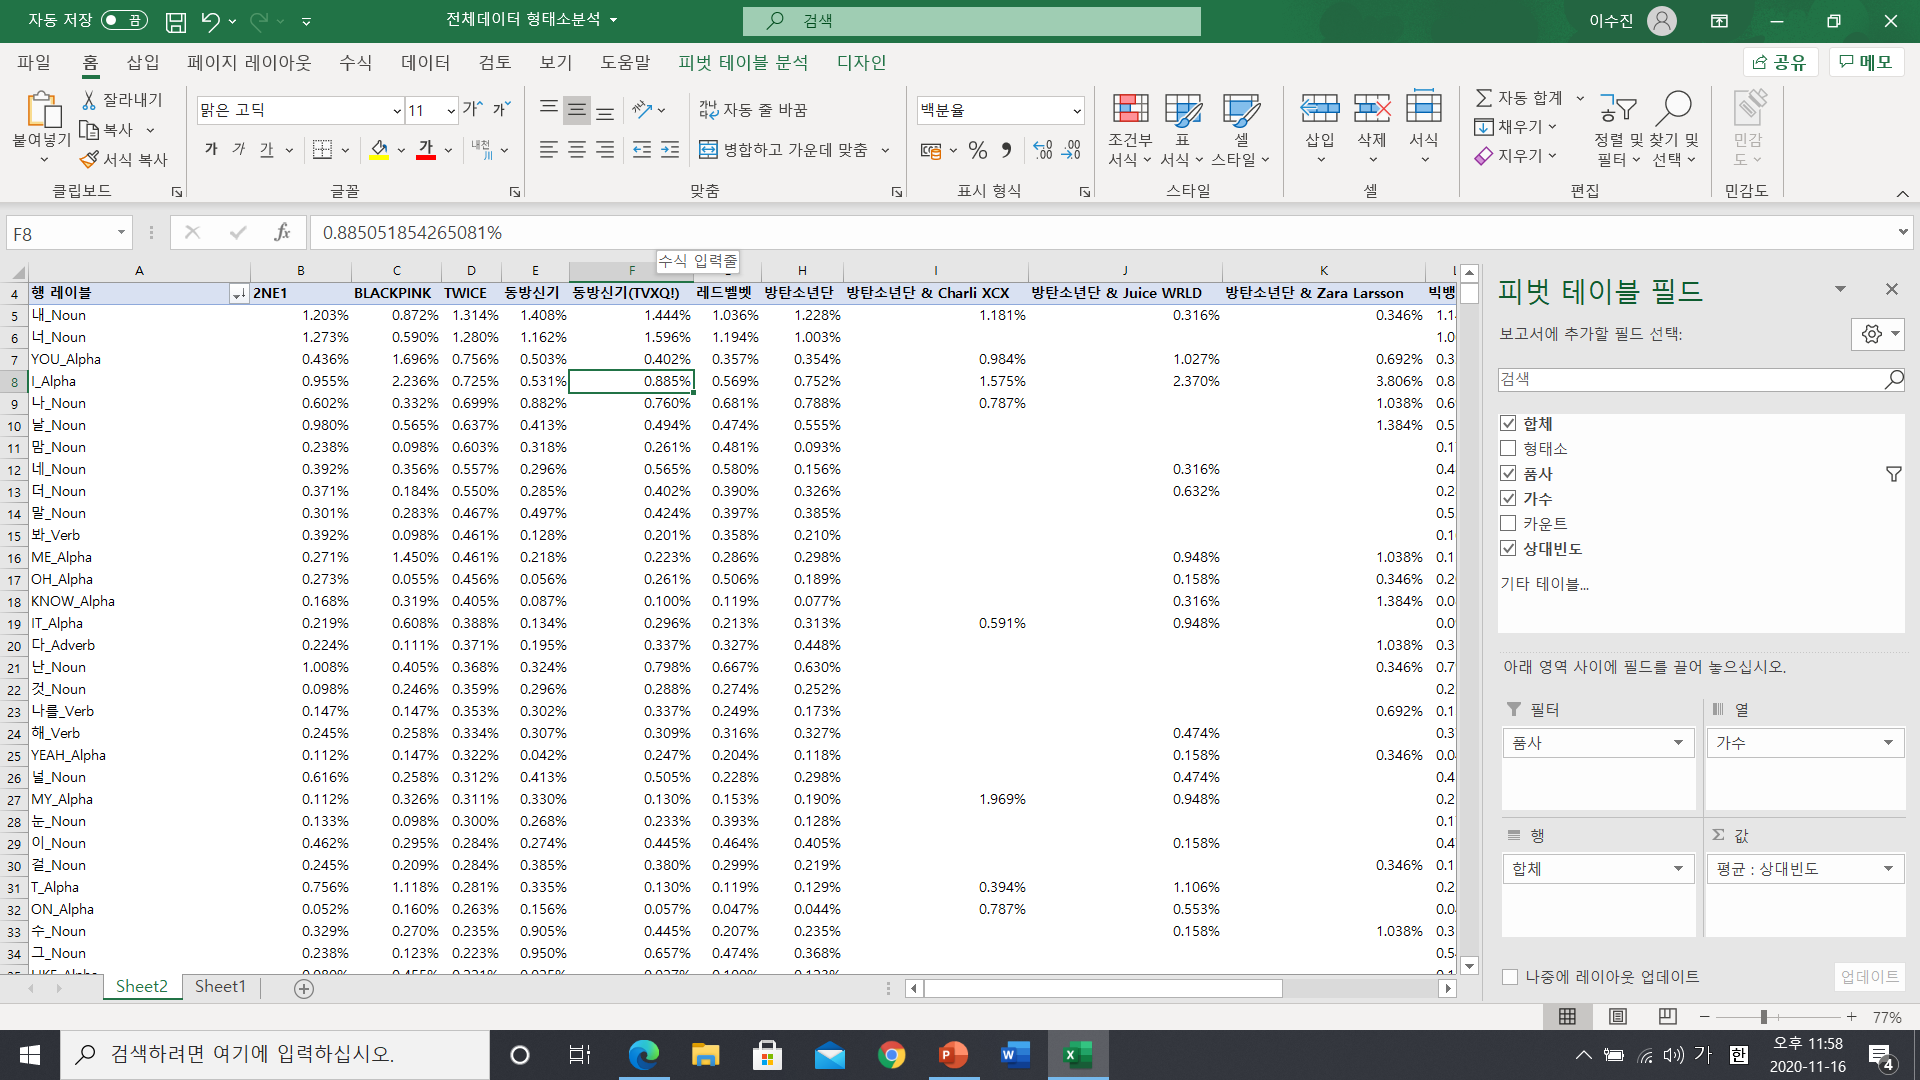 자동 저장 끔 전체데이터 형태소분석 검색 이수진
파일 홈 삽입 페이지 레이아웃 수식 데이터 검토 보기 도움말 피벗 테이블 분석 디자인 공유 메모
붙여넣기 잘라내기 복사 서식 복사
맑은 고딕 11 가 가
가 가 가 가 내천
자동 줄 바꿈
병합하고 가운데 맞춤
백분율
조건부 서식 표 서식 셀 스타일 삽입 삭제 서식
자동 합계 채우기 지우기
정렬 및 필터 찾기 및 선택 민감도
클립보드 글꼴 맞춤 표시 형식 스타일 셀 편집 민감도
F8 fx 0.885051854265081%
수식 입력줄
A B C D E F H I J K L
4 행 레이블 2NE1 BLACKPINK TWICE 동방신기 동방신기(TVXQ!) 레드벨벳 방탄소년단 방탄소년단 & Charli XCX 방탄소년단 & Juice WRLD 방탄소년단 & Zara Larsson 빅뱅
5 내_Noun 1.203% 0.872% 1.314% 1.408% 1.444% 1.036% 1.228% 1.181% 0.316% 0.346%
6 너_Noun 1.273% 0.590% 1.280% 1.162% 1.596% 1.194% 1.003%
7 YOU_Alpha 0.436% 1.696% 0.756% 0.503% 0.402% 0.357% 0.354% 0.984% 1.027% 0.692%
8 I_Alpha 0.955% 2.236% 0.725% 0.531% 0.885% 0.569% 0.752% 1.575% 2.370% 3.806%
9 나_Noun 0.602% 0.332% 0.699% 0.882% 0.760% 0.681% 0.788% 0.787% 1.038%
10 날_Noun 0.980% 0.565% 0.637% 0.413% 0.494% 0.474% 0.555% 1.384%
11 맘_Noun 0.238% 0.098% 0.603% 0.318% 0.261% 0.481% 0.093%
12 네_Noun 0.392% 0.356% 0.557% 0.296% 0.565% 0.580% 0.156% 0.316%
13 더_Noun 0.371% 0.184% 0.550% 0.285% 0.402% 0.390% 0.326% 0.632%
14 말_Noun 0.301% 0.283% 0.467% 0.497% 0.424% 0.397% 0.385%
15 봐_Verb 0.392% 0.098% 0.461% 0.128% 0.201% 0.358% 0.210%
16 ME_Alpha 0.271% 1.450% 0.461% 0.218% 0.223% 0.286% 0.298% 0.948% 1.038%
17 OH_Alpha 0.273% 0.055% 0.456% 0.056% 0.261% 0.506% 0.189% 0.158% 0.346%
18 KNOW_Alpha 0.168% 0.319% 0.405% 0.087% 0.100% 0.119% 0.077% 0.316% 1.384%
19 IT_Alpha 0.219% 0.608% 0.388% 0.134% 0.296% 0.213% 0.313% 0.591% 0.948%
20 다_Adverb 0.224% 0.111% 0.371% 0.195% 0.337% 0.327% 0.448% 1.038%
21 난_Noun 1.008% 0.405% 0.368% 0.324% 0.798% 0.667% 0.630% 0.346%
22 것_Noun 0.098% 0.246% 0.359% 0.296% 0.288% 0.274% 0.252%
23 나를_Verb 0.147% 0.147% 0.353% 0.302% 0.337% 0.249% 0.173% 0.692%
24 해_Verb 0.245% 0.258% 0.334% 0.307% 0.309% 0.316% 0.327% 0.474%
25 YEAH_Alpha 0.112% 0.147% 0.322% 0.042% 0.247% 0.204% 0.118% 0.158% 0.346%
26 널_Noun 0.616% 0.258% 0.312% 0.413% 0.505% 0.228% 0.298% 0.474%
27 MY_Alpha 0.112% 0.326% 0.311% 0.330% 0.130% 0.153% 0.190% 1.969% 0.948%
28 눈_Noun 0.133% 0.098% 0.300% 0.268% 0.233% 0.393% 0.128%
29 이_Noun 0.462% 0.295% 0.284% 0.274% 0.445% 0.464% 0.405% 0.158%
30 걸_Noun 0.245% 0.209% 0.284% 0.385% 0.380% 0.299% 0.219% 0.346%
31 T_Alpha 0.756% 1.118% 0.281% 0.335% 0.130% 0.119% 0.129% 0.394% 1.106%
32 ON_Alpha 0.052% 0.160% 0.263% 0.156% 0.057% 0.047% 0.044% 0.787% 0.553%
33 수_Noun 0.329% 0.270% 0.235% 0.905% 0.445% 0.207% 0.235% 0.158% 1.038%
34 그_Noun 0.238% 0.123% 0.223% 0.950% 0.657% 0.474% 0.368%
피벗 테이블 필드
보고서에 추가할 필드 선택:
검색
합체
형태소
품사
가수
카운트
상대빈도
기타 테이블...
아래 영역 사이에 필드를 끌어 놓으십시오.
필터 열
품사 가수
행 Σ 값
합체 평균 : 상대빈도
나중에 레이아웃 업데이트 업데이트
Sheet2 Sheet1
77%
검색하려면 여기에 입력하십시오.
가 한 오후 11:58
2020-11-16
4